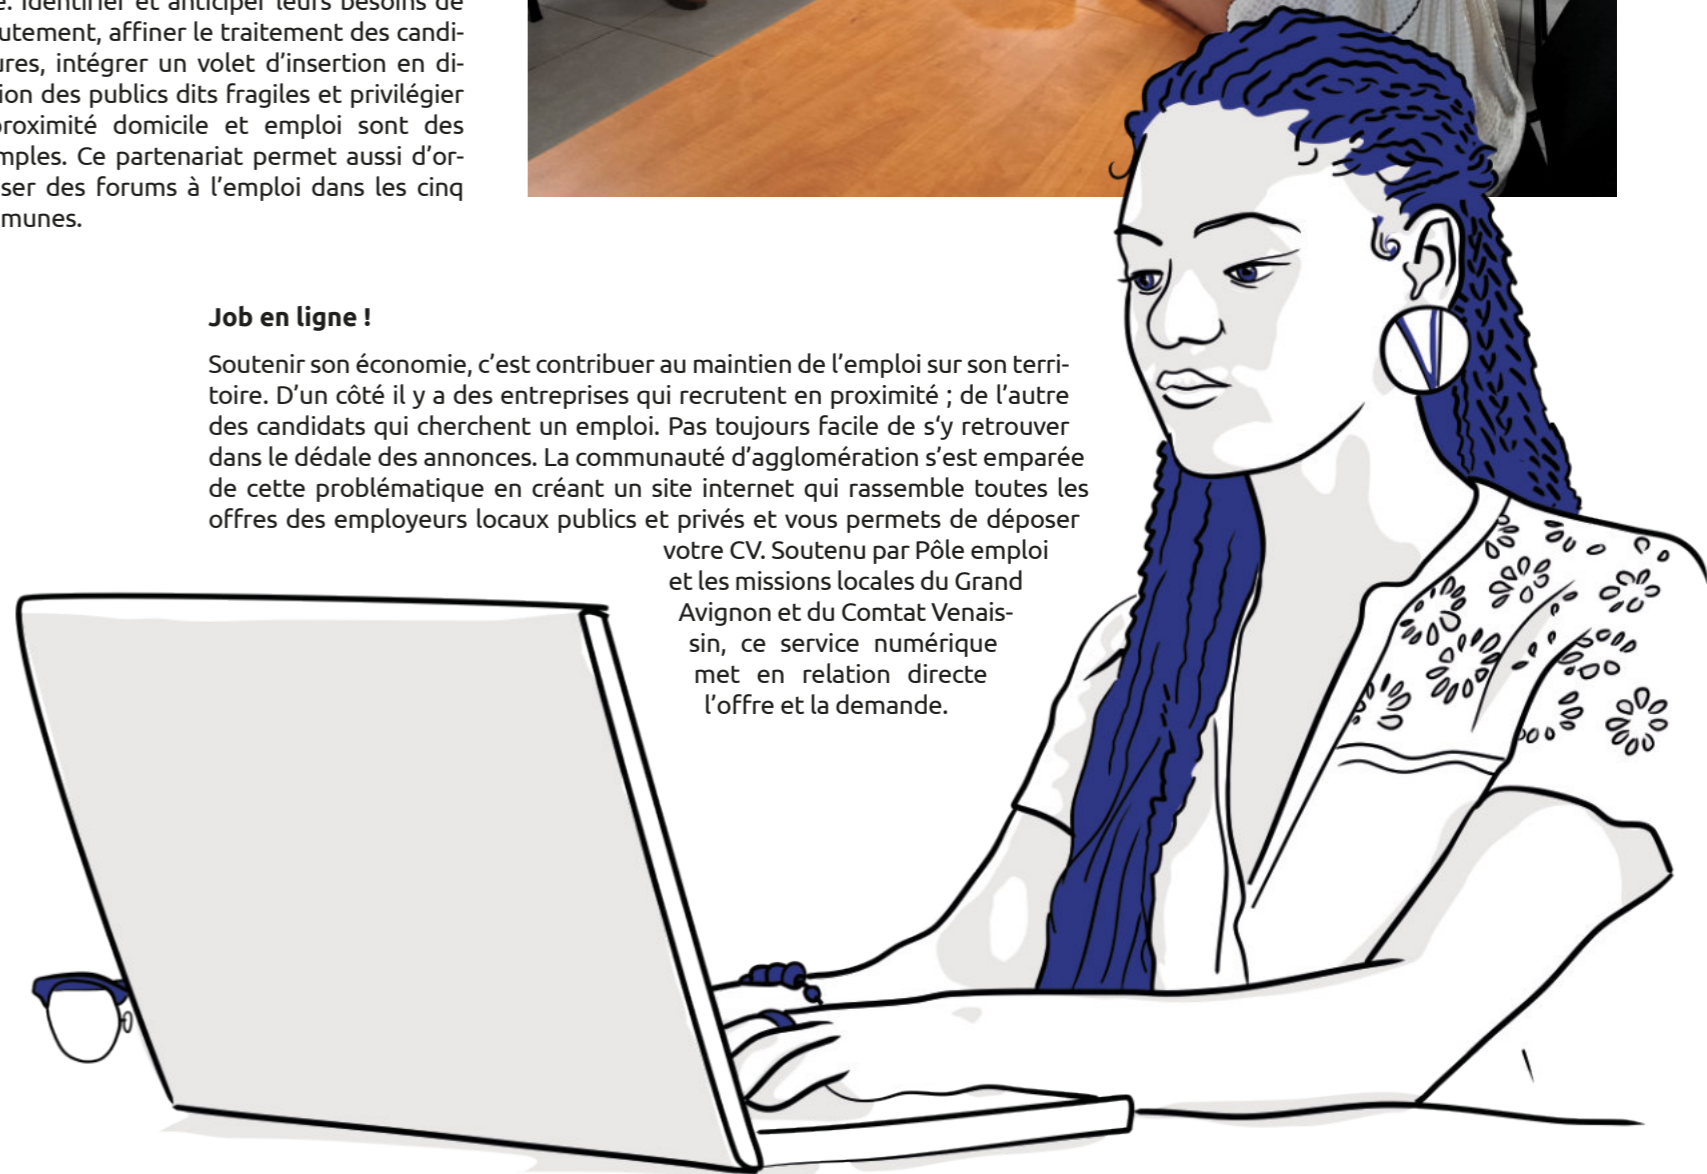 Identifier et anticiper leurs besoins de
utement, affiner le traitement des candi-
ures, intégrer un volet d’insertion en di-
ion des publics dits fragiles et privilégier
proximité domicile et emploi sont des
mples. Ce partenariat permet aussi d’or-
ser des forums à l’emploi dans les cinq
munes.
Job en ligne !
Soutenir son économie, c’est contribuer au maintien de l’emploi sur son terri-
toire. D’un côté il y a des entreprises qui recrutent en proximité ; de l’autre
des candidats qui cherchent un emploi. Pas toujours facile de s‘y retrouver
dans le dédale des annonces. La communauté d’agglomération s’est emparée
de cette problématique en créant un site internet qui rassemble toutes les
offres des employeurs locaux publics et privés et vous permets de déposer
votre CV. Soutenu par Pôle emploi
et les missions locales du Grand
Avignon et du Comtat Venais-
sin, ce service numérique
met en relation directe
l’offre et la demande.